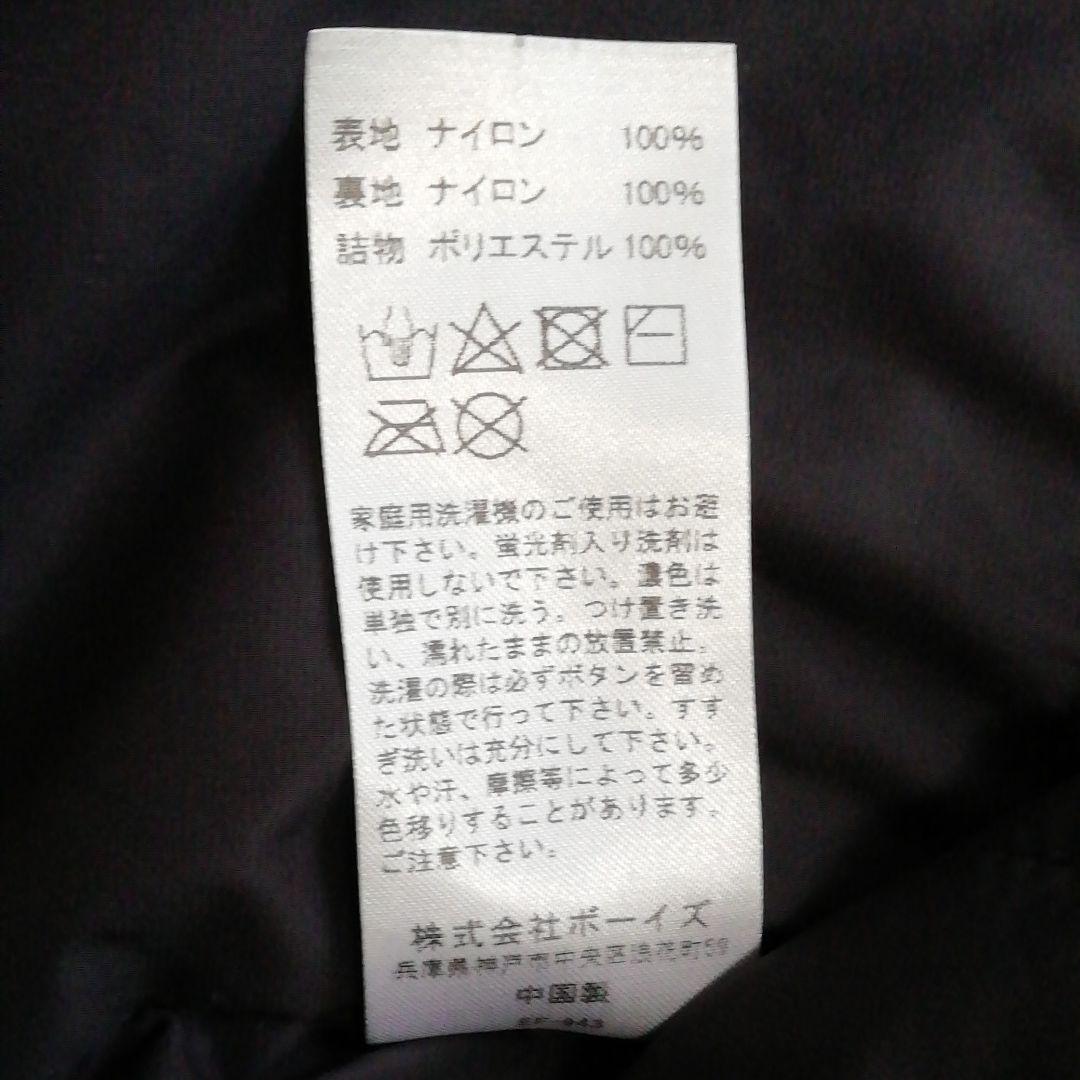 表地 ナイロン 100%
裏地 ナイロン 100%
詰物 ポリエステル 100%
家庭用洗濯機のご使用はお避
け下さい。蛍光剤入り洗剤は
使用しないで下さい。濃色は
単独で別に洗う。つけ置き洗
い、濡れたままの放置禁止。
洗濯の際は必ずボタンを留め
た状態で行って下さい。すす
ぎ洗いは充分にして下さい。
水や汗、摩擦等によって多少
色移りすることがあります。
ご注意下さい。
株式会社ボーイズ
兵庫県神戸市中央区浪花町59
中国製